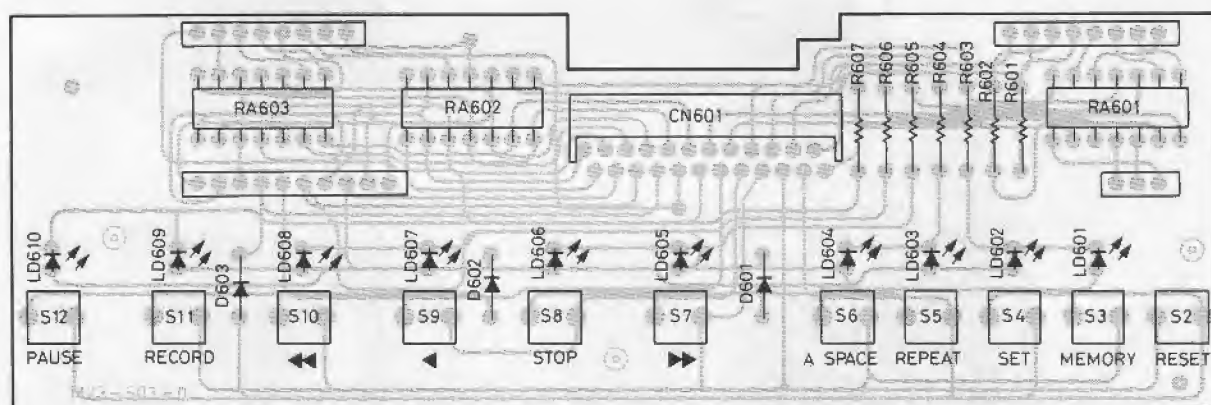 R607 R606 R605 R604 R603 R602 R601
RA603 RA602 CN601 RA601
LD610 LD609 D603 LD608 LD607 D602 LD606 LD605 D601 LD604 LD603 LD602 LD601
S12 S11 S10 S9 S8 S7 S6 S5 S4 S3 S2
PAUSE RECORD STOP A SPACE REPEAT SET MEMORY RESET